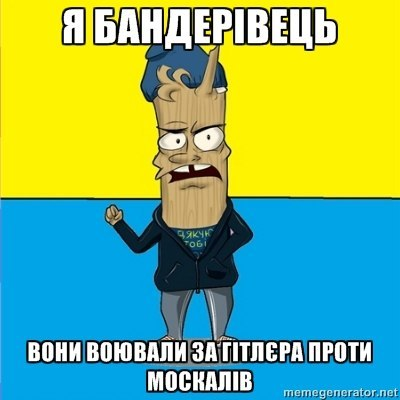 Я БАНДЕРІВЕЦЬ
ДЯКУЮ
ТОБІ
ВОНИ ВОЮВАЛИ ЗА ГІТЛЄРА ПРОТИ
МОСКАЛІВ
memegenerator.net